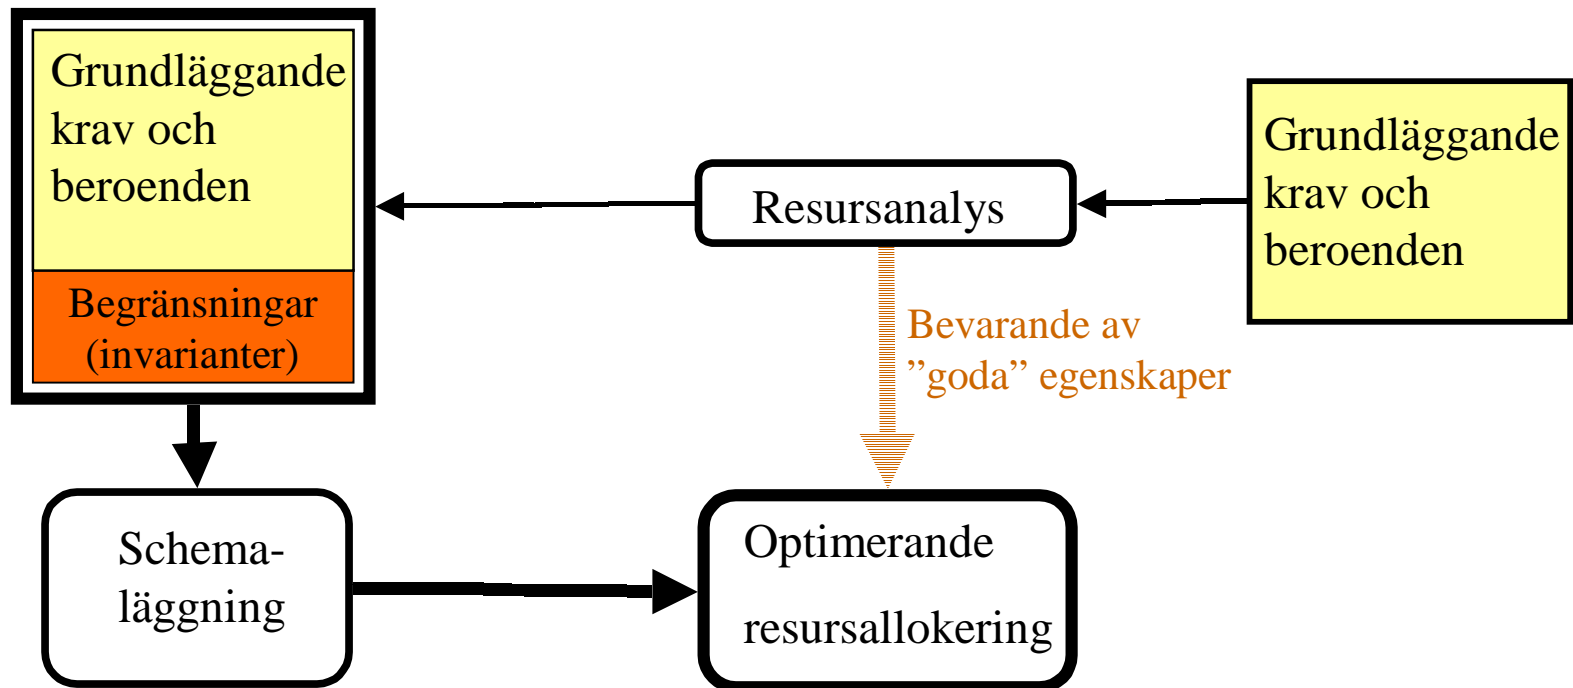 Grundläggande
krav och
beroenden
Begränsningar
(invarianter)
Resursanalys
Grundläggande
krav och
beroenden
Bevarande av
”goda” egenskaper
Schema-
läggning
Optimerande
resursallokering